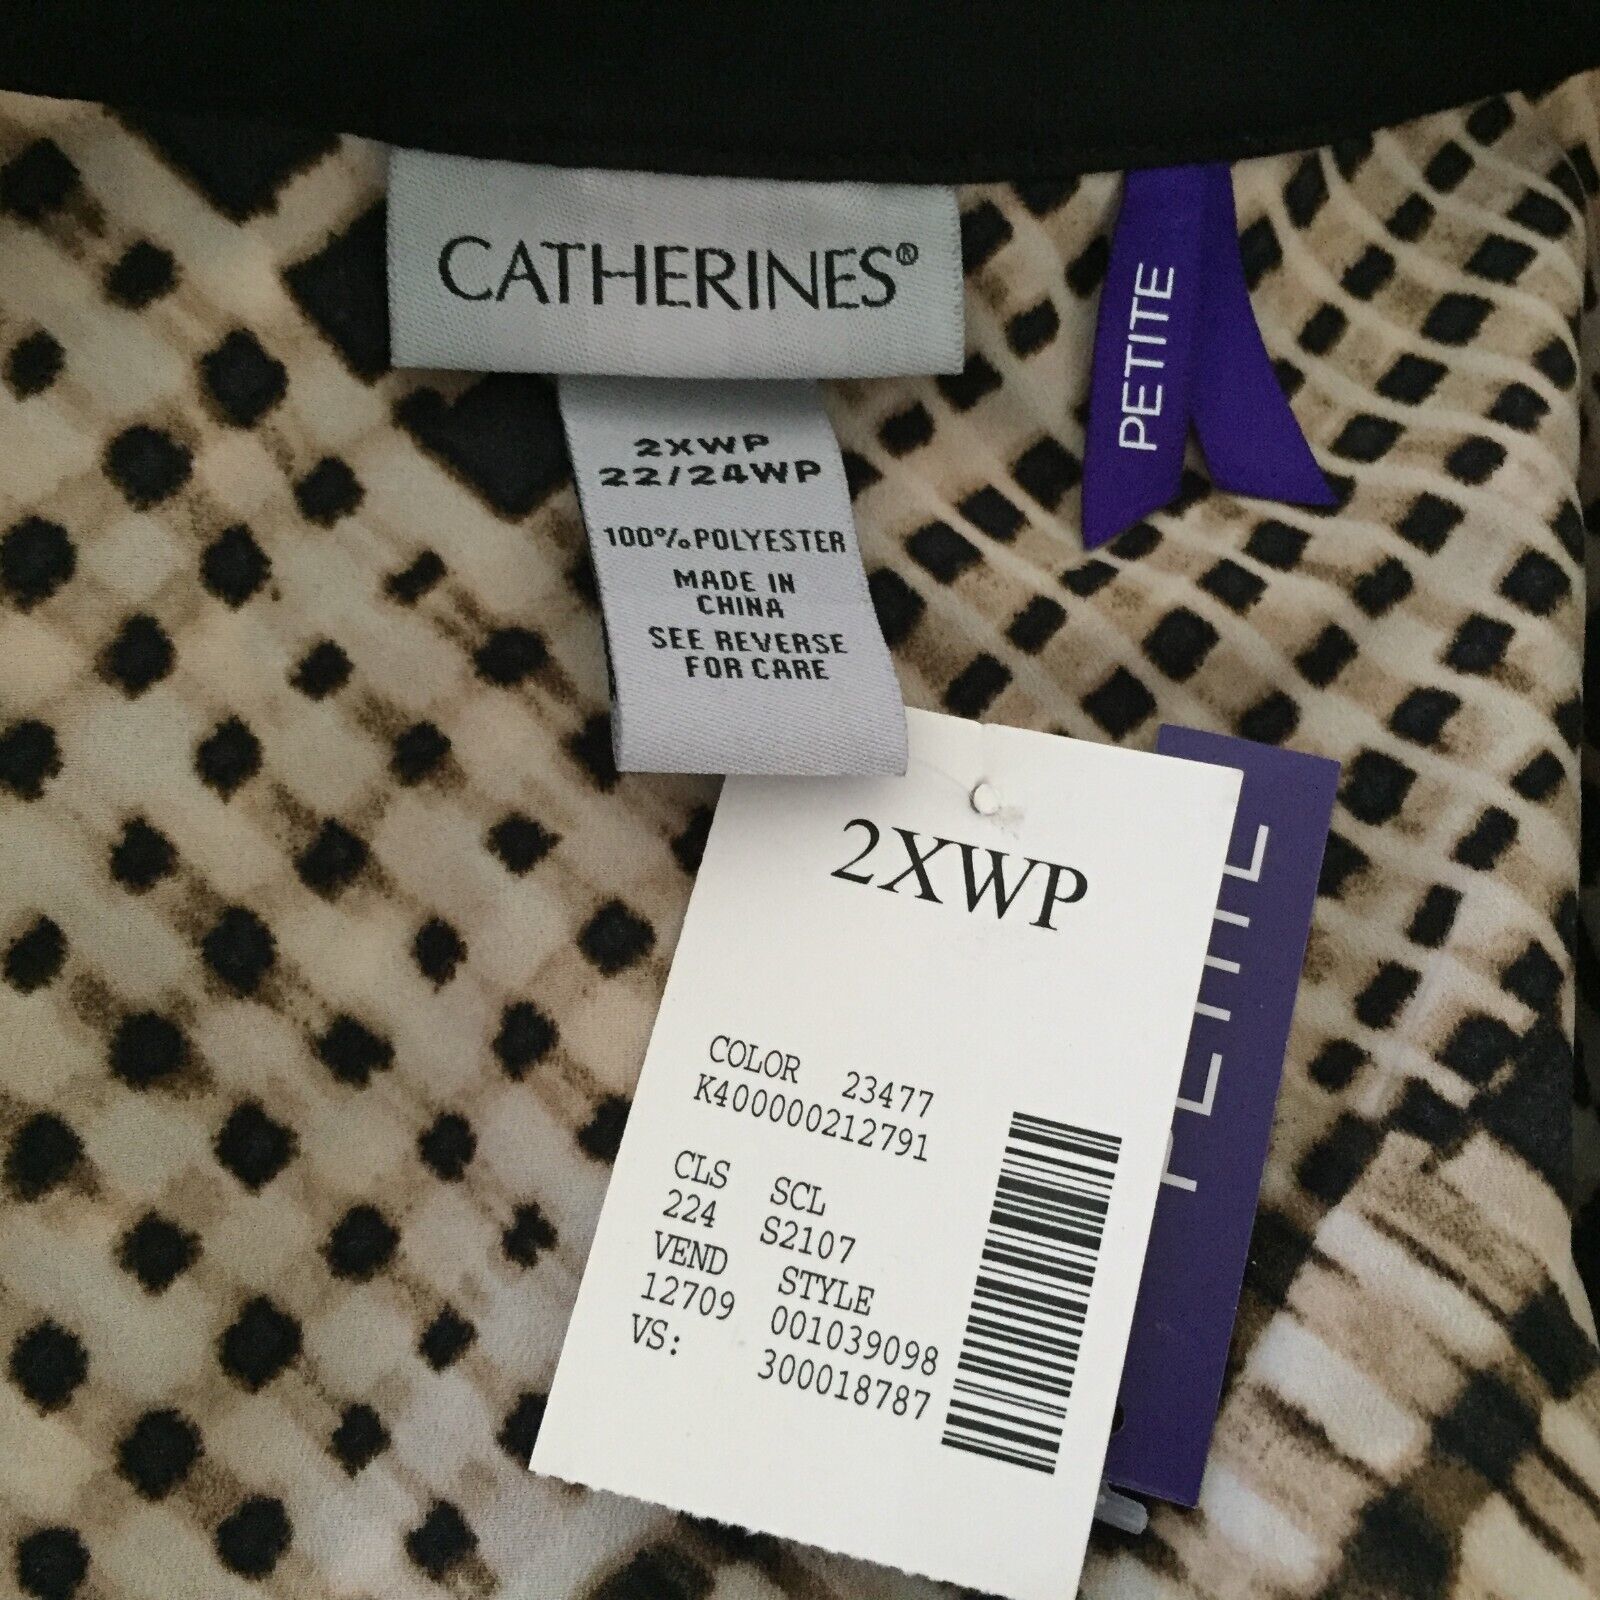 CATHERINES®
PETITE
2XWP
22/24WP
100% POLYESTER
MADE IN
CHINA
SEE REVERSE
FOR CARE
2XWP
COLOR 23477
K400000212791
CLS SCL
224 S2107
VEND STYLE
12709 001039098
VS: 300018787
PETITE